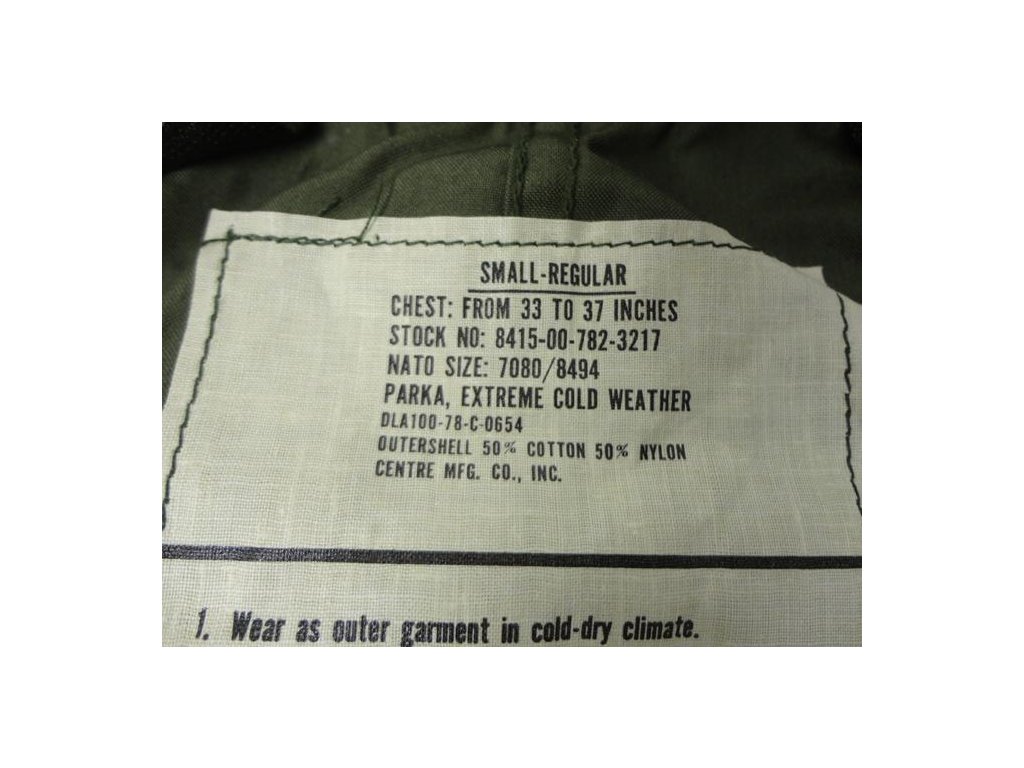 SMALL-REGULAR
CHEST: FROM 33 TO 37 INCHES
STOCK NO: 8415-00-782-3217
NATO SIZE: 7080/8494
PARKA, EXTREME COLD WEATHER
DLA100-78-C-0654
OUTERSHELL 50% COTTON 50% NYLON
CENTRE MFG. CO., INC.
1. Wear as outer garment in cold-dry climate.